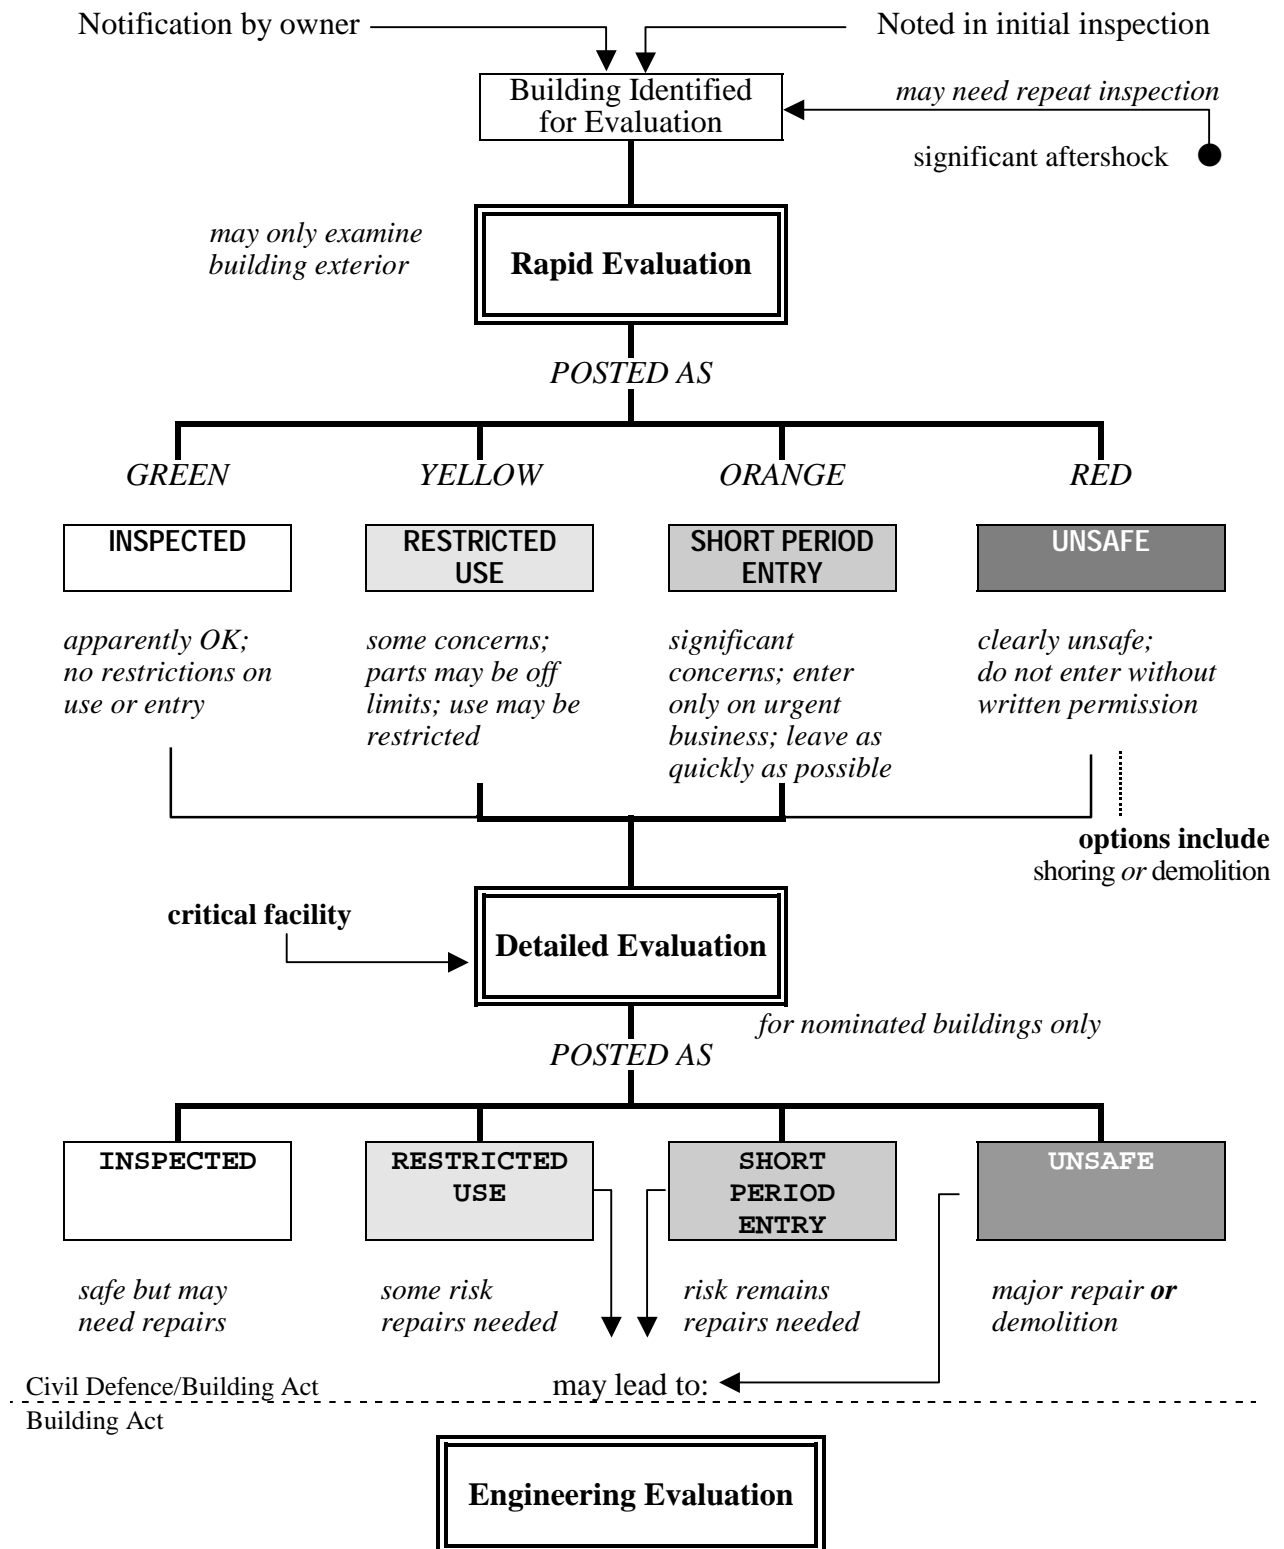 Notification by owner
Noted in initial inspection
Building Identified
for Evaluation
may need repeat inspection
significant aftershock
may only examine
building exterior
Rapid Evaluation
POSTED AS
GREEN
YELLOW
ORANGE
RED
INSPECTED
RESTRICTED
USE
SHORT PERIOD
ENTRY
UNSAFE
apparently OK;
no restrictions on
use or entry
some concerns;
parts may be off
limits; use may be
restricted
significant
concerns; enter
only on urgent
business; leave as
quickly as possible
clearly unsafe;
do not enter without
written permission
options include
shoring or demolition
critical facility
Detailed Evaluation
for nominated buildings only
POSTED AS
INSPECTED
RESTRICTED
USE
SHORT
PERIOD
ENTRY
UNSAFE
safe but may
need repairs
some risk
repairs needed
risk remains
repairs needed
major repair or
demolition
Civil Defence/Building Act
may lead to:
Building Act
Engineering Evaluation